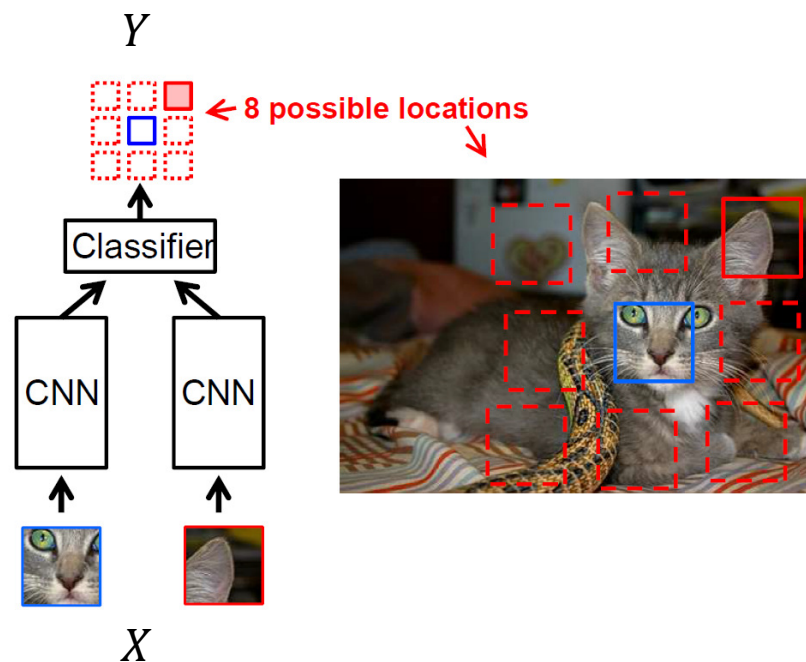 Y
8 possible locations
Classifier
CNN CNN
X